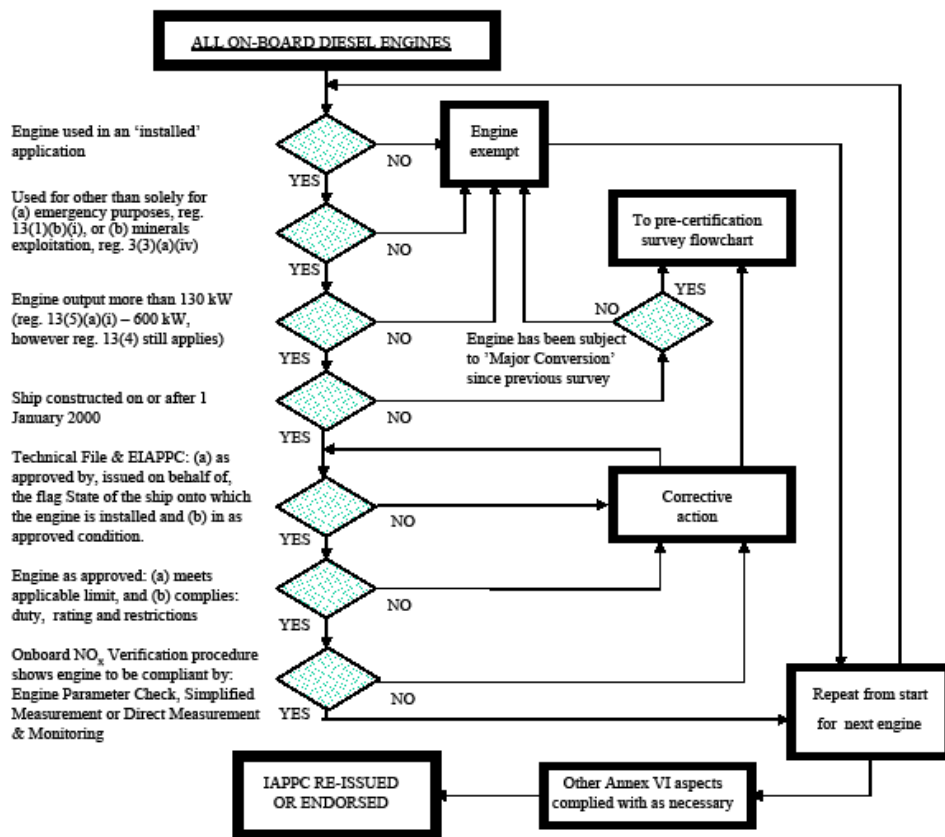 ALL ON-BOARD DIESEL ENGINES
Engine used in an ‘installed’
application
NO
YES
Engine
exempt
Used for other than solely for
(a) emergency purposes, reg.
13(1)(b)(i), or (b) minerals
exploitation, reg. 3(3)(a)(iv)
NO
YES
To pre-certification
survey flowchart
Engine output more than 130 kW
(reg. 13(5)(a)(i) – 600 kW,
however reg. 13(4) still applies)
NO
YES
NO
YES
Engine has been subject
to ’Major Conversion’
since previous survey
Ship constructed on or after 1
January 2000
NO
YES
Technical File & EIAPPC: (a) as
approved by, issued on behalf of,
the flag State of the ship onto which
the engine is installed and (b) in as
approved condition.
NO
YES
Corrective
action
Engine as approved: (a) meets
applicable limit, and (b) complies:
duty, rating and restrictions
NO
YES
Onboard NOx Verification procedure
shows engine to be compliant by:
Engine Parameter Check, Simplified
Measurement or Direct Measurement
& Monitoring
NO
YES
Repeat from start
for next engine
IAPPC RE-ISSUED
OR ENDORSED
Other Annex VI aspects
complied with as necessary